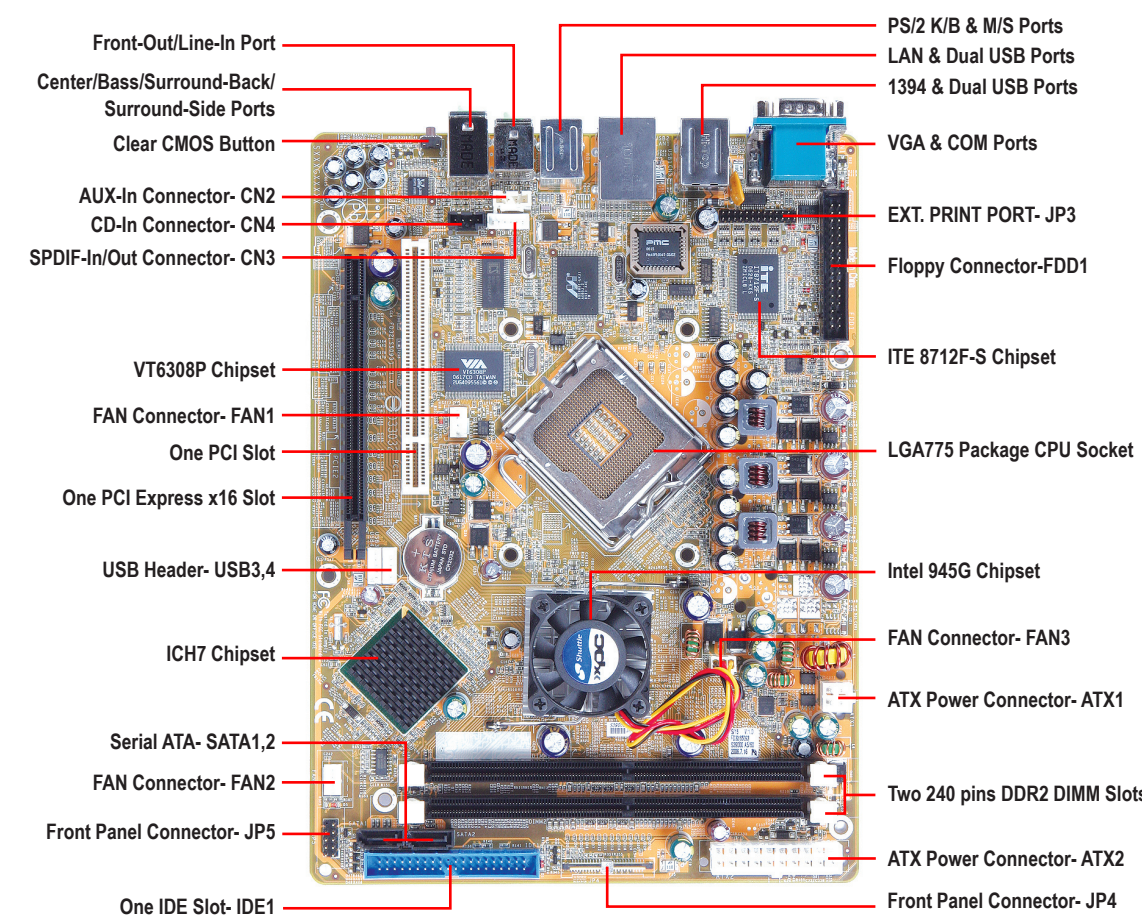 PS/2 K/B & M/S Ports
Front-Out/Line-In Port
LAN & Dual USB Ports
Center/Bass/Surround-Back/
Surround-Side Ports
1394 & Dual USB Ports
Clear CMOS Button
VGA & COM Ports
AUX-In Connector- CN2
CD-In Connector- CN4
EXT. PRINT PORT- JP3
SPDIF-In/Out Connector- CN3
Floppy Connector-FDD1
PMC
iTE
VIA
VT6308P
VT6308P Chipset
ITE 8712F-S Chipset
FAN Connector- FAN1
One PCI Slot
LGA775 Package CPU Socket
One PCI Express x16 Slot
USB Header- USB3,4
Intel 945G Chipset
Shuttle
XPC
FC
CE
ICH7 Chipset
FAN Connector- FAN3
ATX Power Connector- ATX1
Serial ATA- SATA1,2
FAN Connector- FAN2
Two 240 pins DDR2 DIMM Slots
Front Panel Connector- JP5
SATA2
ATX Power Connector- ATX2
One IDE Slot- IDE1
Front Panel Connector- JP4